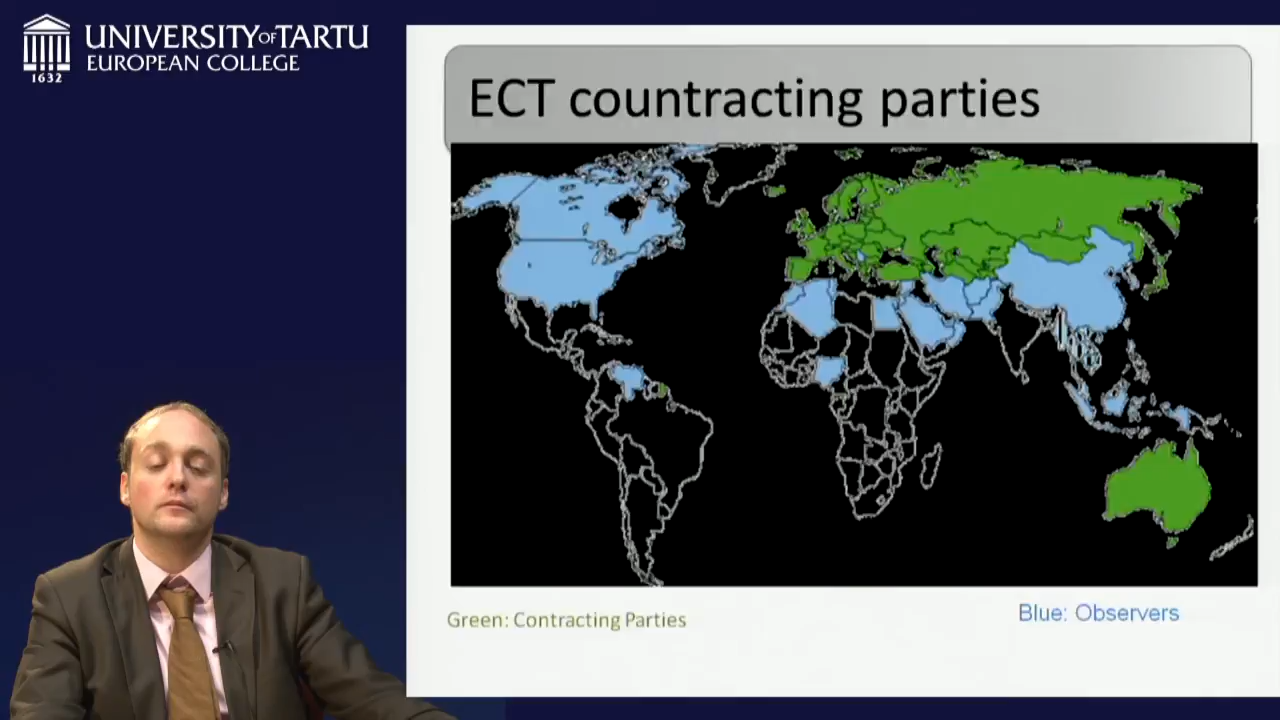 UNIVERSITY OF TARTU
EUROPEAN COLLEGE
1632
ECT countracting parties
Green: Contracting Parties
Blue: Observers